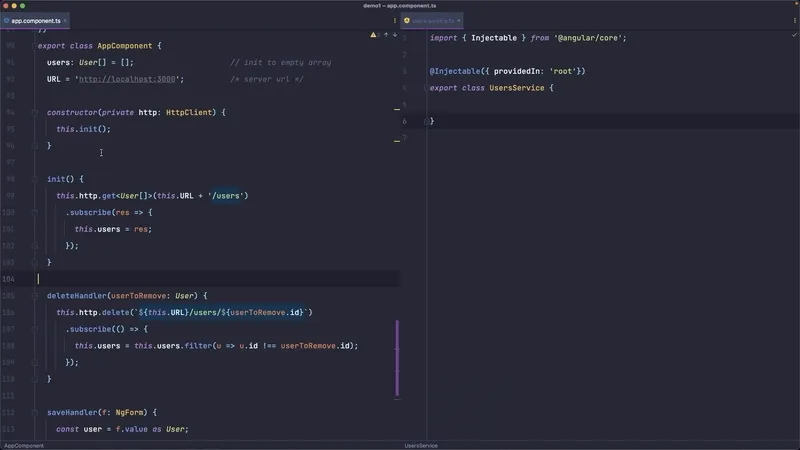 demo1 – app.component.ts
app.component.ts
90 export class AppComponent {
91 users: User[] = []; // init to empty array
92 URL = 'http://localhost:3000'; /* server url */
93
94 constructor(private http: HttpClient) {
95 this.init();
96 }
97
98 init() {
99 this.http.get<User[]>(this.URL + '/users')
100 .subscribe(res => {
101 this.users = res;
102 });
103 }
104
105 deleteHandler(userToRemove: User) {
106 this.http.delete(`${this.URL}/users/${userToRemove.id}`)
107 .subscribe(() => {
108 this.users = this.users.filter(u => u.id !== userToRemove.id);
109 });
110 }
111
112 saveHandler(f: NgForm) {
113 const user = f.value as User;
AppComponent
1 import { Injectable } from '@angular/core';
2
3 @Injectable({ providedIn: 'root'})
4 export class UsersService {
5
6 }
7
UsersService